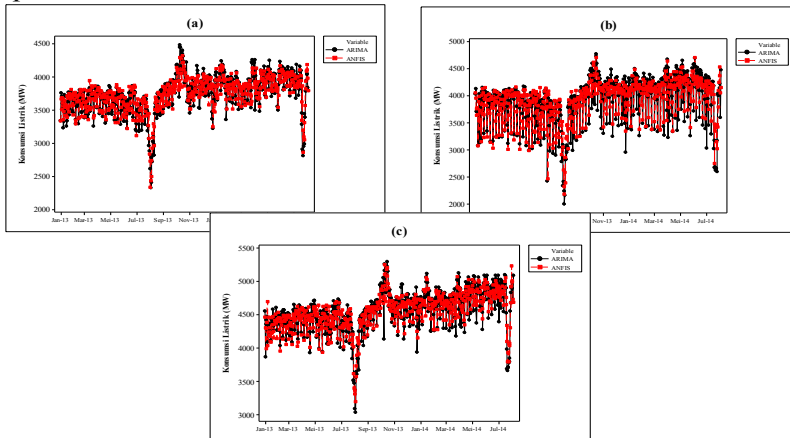 (a)
Variable
ARIMA
ANFIS
Konsumsi Listrik (MW)
4500
4000
3500
3000
2500
2000
Jan-13 Mar-13 Mei-13 Jul-13 Sep-13 Nov-13
(b)
Variable
ARIMA
ANFIS
Konsumsi Listrik (MW)
5000
4500
4000
3500
3000
2500
2000
Nov-13 Jan-14 Mar-14 Mei-14 Jul-14
(c)
Variable
ARIMA
ANFIS
Konsumsi Listrik (MW)
5500
5000
4500
4000
3500
3000
Jan-13 Mar-13 Mei-13 Jul-13 Sep-13 Nov-13 Jan-14 Mar-14 Mei-14 Jul-14